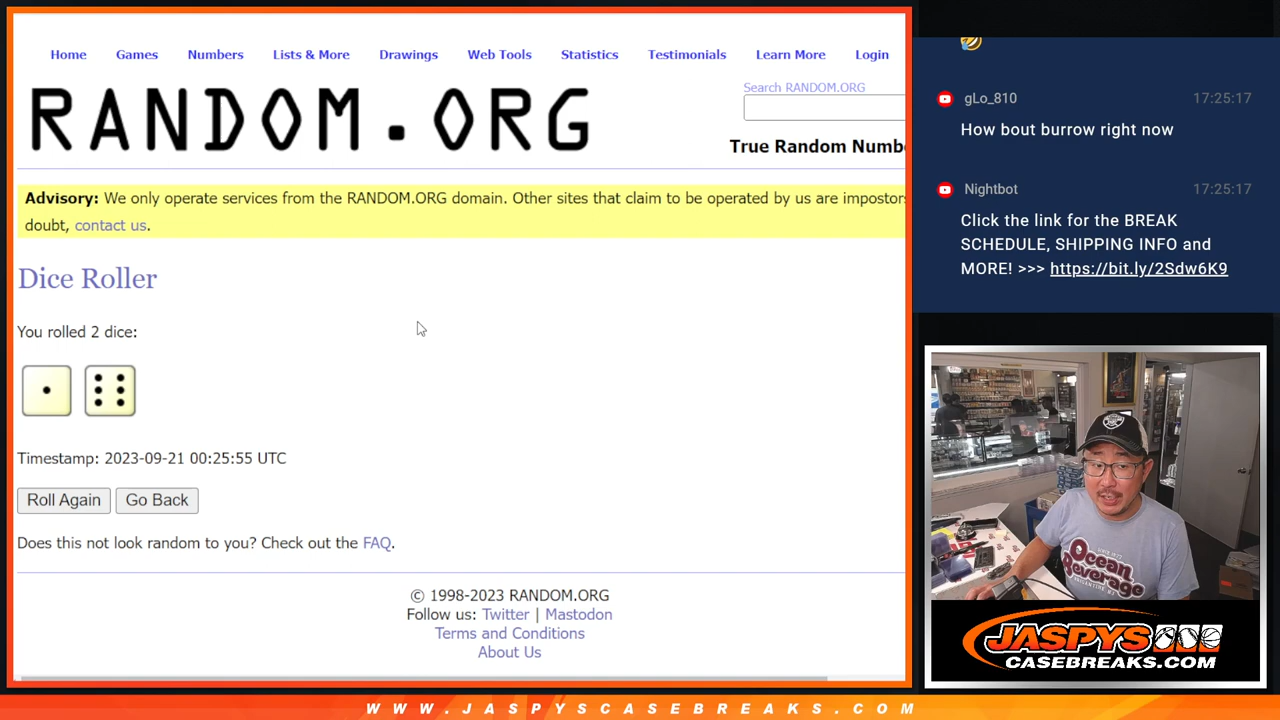 Home Games Numbers Lists & More Drawings Web Tools Statistics Testimonials Learn More Login
RANDOM.ORG
Search RANDOM.ORG
True Random Numbe
Advisory: We only operate services from the RANDOM.ORG domain. Other sites that claim to be operated by us are impostors
doubt, contact us.
Dice Roller
You rolled 2 dice:
Timestamp: 2023-09-21 00:25:55 UTC
Roll Again Go Back
Does this not look random to you? Check out the FAQ.
© 1998-2023 RANDOM.ORG
Follow us: Twitter | Mastodon
Terms and Conditions
About Us
gLo_810 17:25:17
How bout burrow right now
Nightbot 17:25:17
Click the link for the BREAK
SCHEDULE, SHIPPING INFO and
MORE! >>> https://bit.ly/2Sdw6K9
Ocean
Beverage
JASPYS
CASEBREAKS.COM
WWW.JASPYSCASEBREAKS.COM